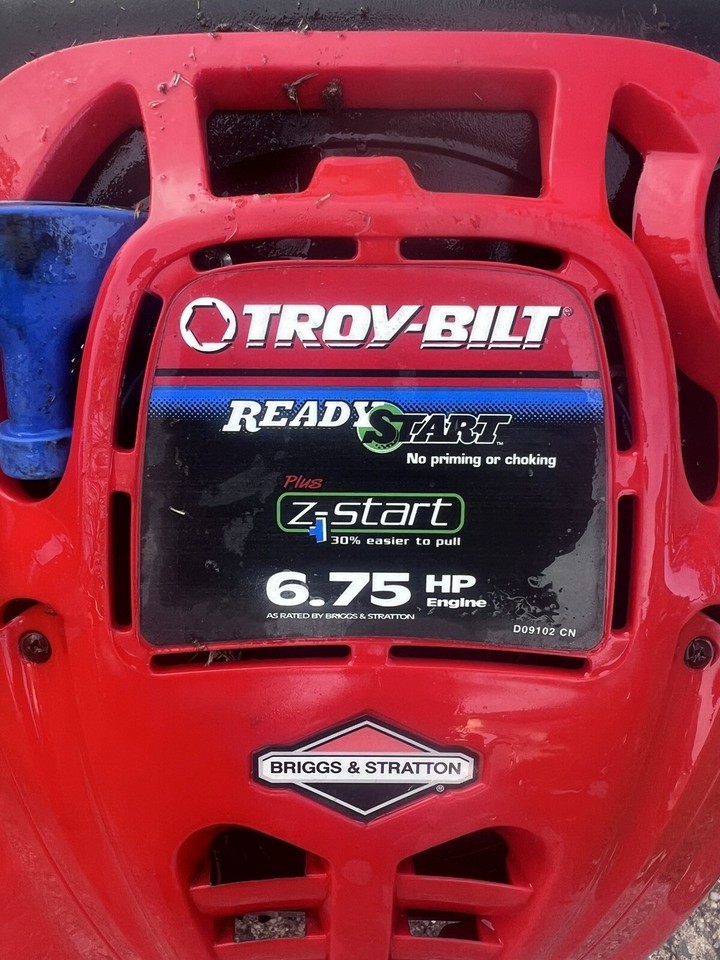 TROY-BILT®
READY START™
No priming or choking
Plus
z-start
30% easier to pull
6.75 HP
Engine
AS RATED BY BRIGGS & STRATTON
D09102 CN
BRIGGS & STRATTON
®